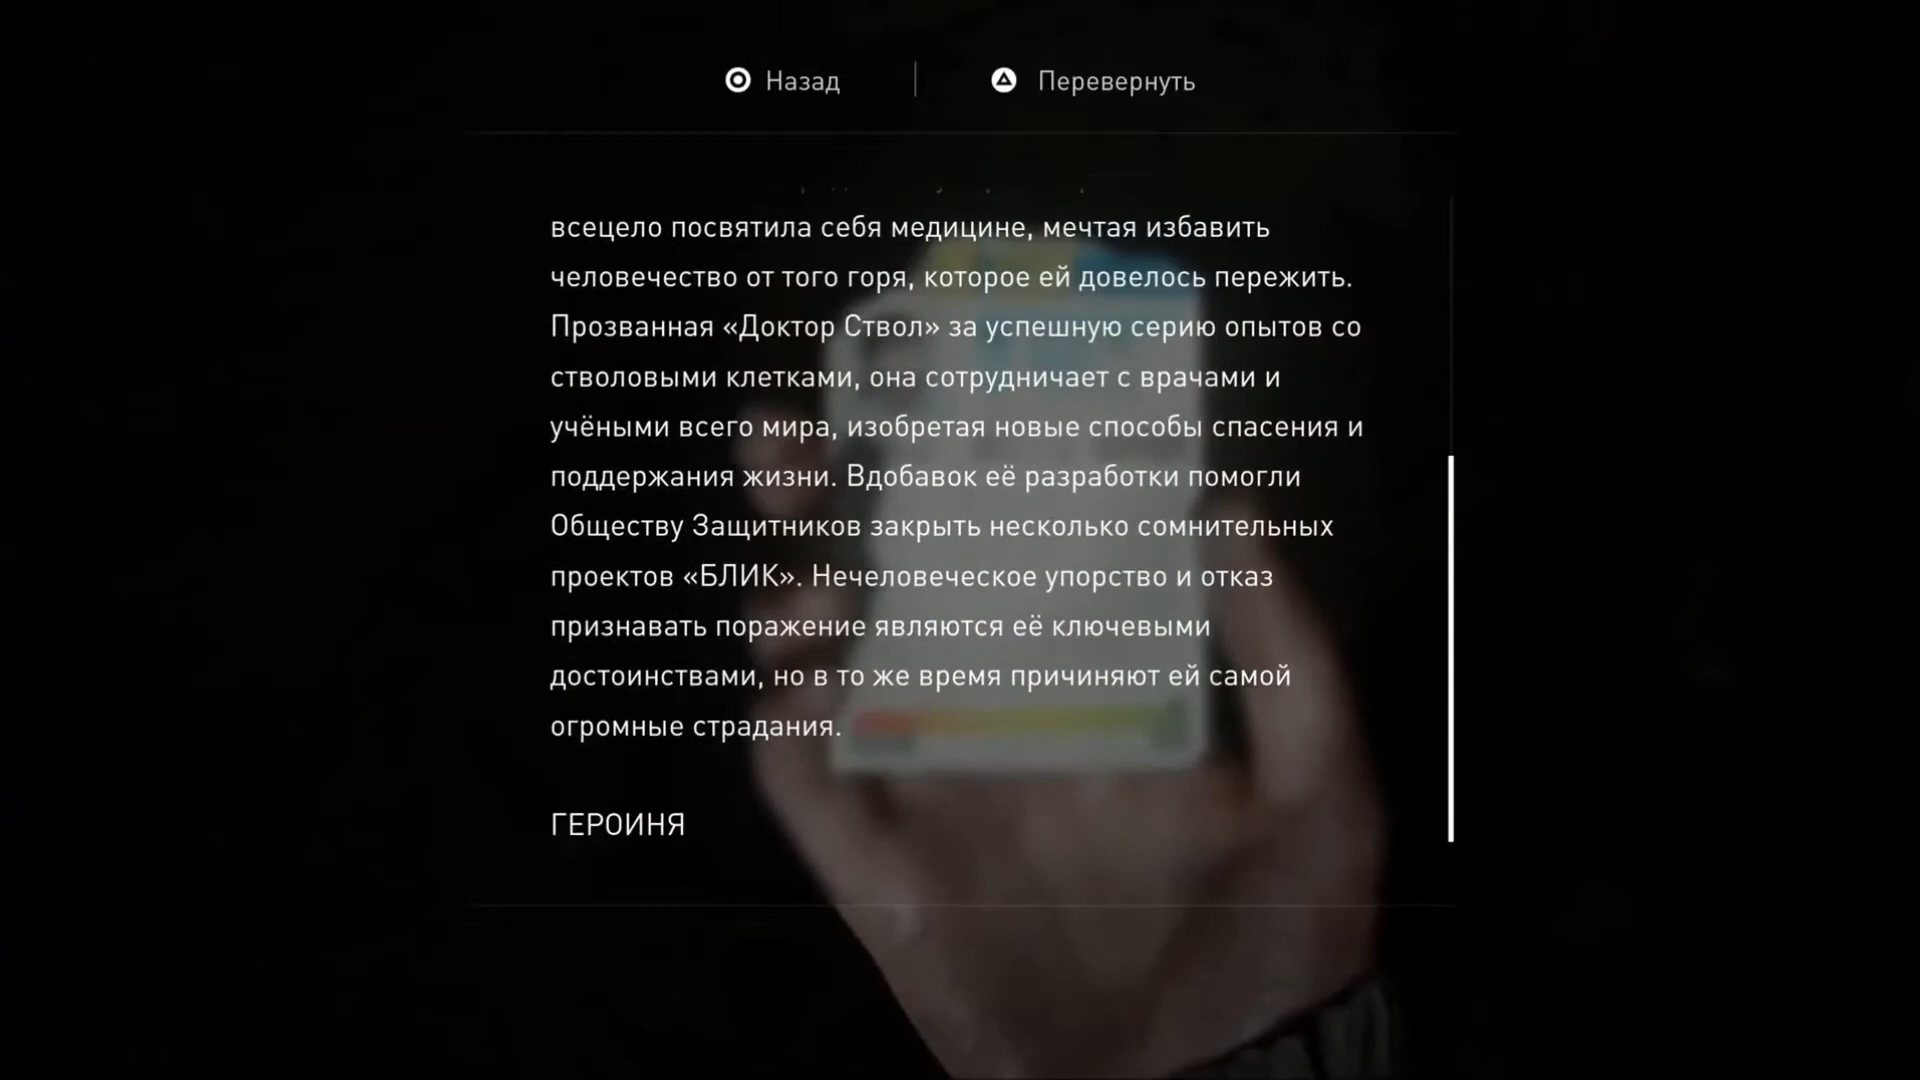 Назад
Перевернуть
всецело посвятила себя медицине, мечтая избавить
человечество от того горя, которое ей довелось пережить.
Прозванная «Доктор Ствол» за успешную серию опытов со
стволовыми клетками, она сотрудничает с врачами и
учёными всего мира, изобретая новые способы спасения и
поддержания жизни. Вдобавок её разработки помогли
Обществу Защитников закрыть несколько сомнительных
проектов «БЛИК». Нечеловеческое упорство и отказ
признавать поражение являются её ключевыми
достоинствами, но в то же время причиняют ей самой
огромные страдания.
ГЕРОИНЯ